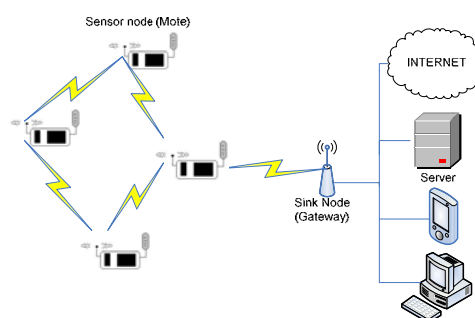 Sensor node (Mote)
INTERNET
Server
Sink Node
(Gateway)